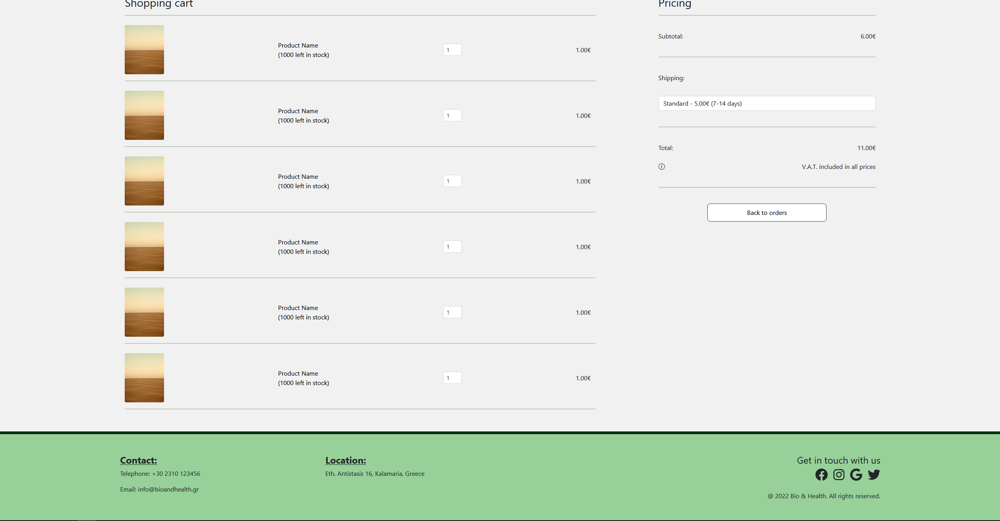 Shopping cart
Product Name
(1000 left in stock)
1
1.00€
Product Name
(1000 left in stock)
1
1.00€
Product Name
(1000 left in stock)
1
1.00€
Product Name
(1000 left in stock)
1
1.00€
Product Name
(1000 left in stock)
1
1.00€
Product Name
(1000 left in stock)
1
1.00€
Pricing
Subtotal: 6.00€
Shipping:
Standard - 5.00€ (7-14 days)
Total: 11.00€
V.A.T. included in all prices
Back to orders
Contact:
Telephone: +30 2310 123456
Email: info@bioandhealth.gr
Location:
Eth. Antistasis 16, Kalamaria, Greece
Get in touch with us
@ 2022 Bio & Health. All rights reserved.